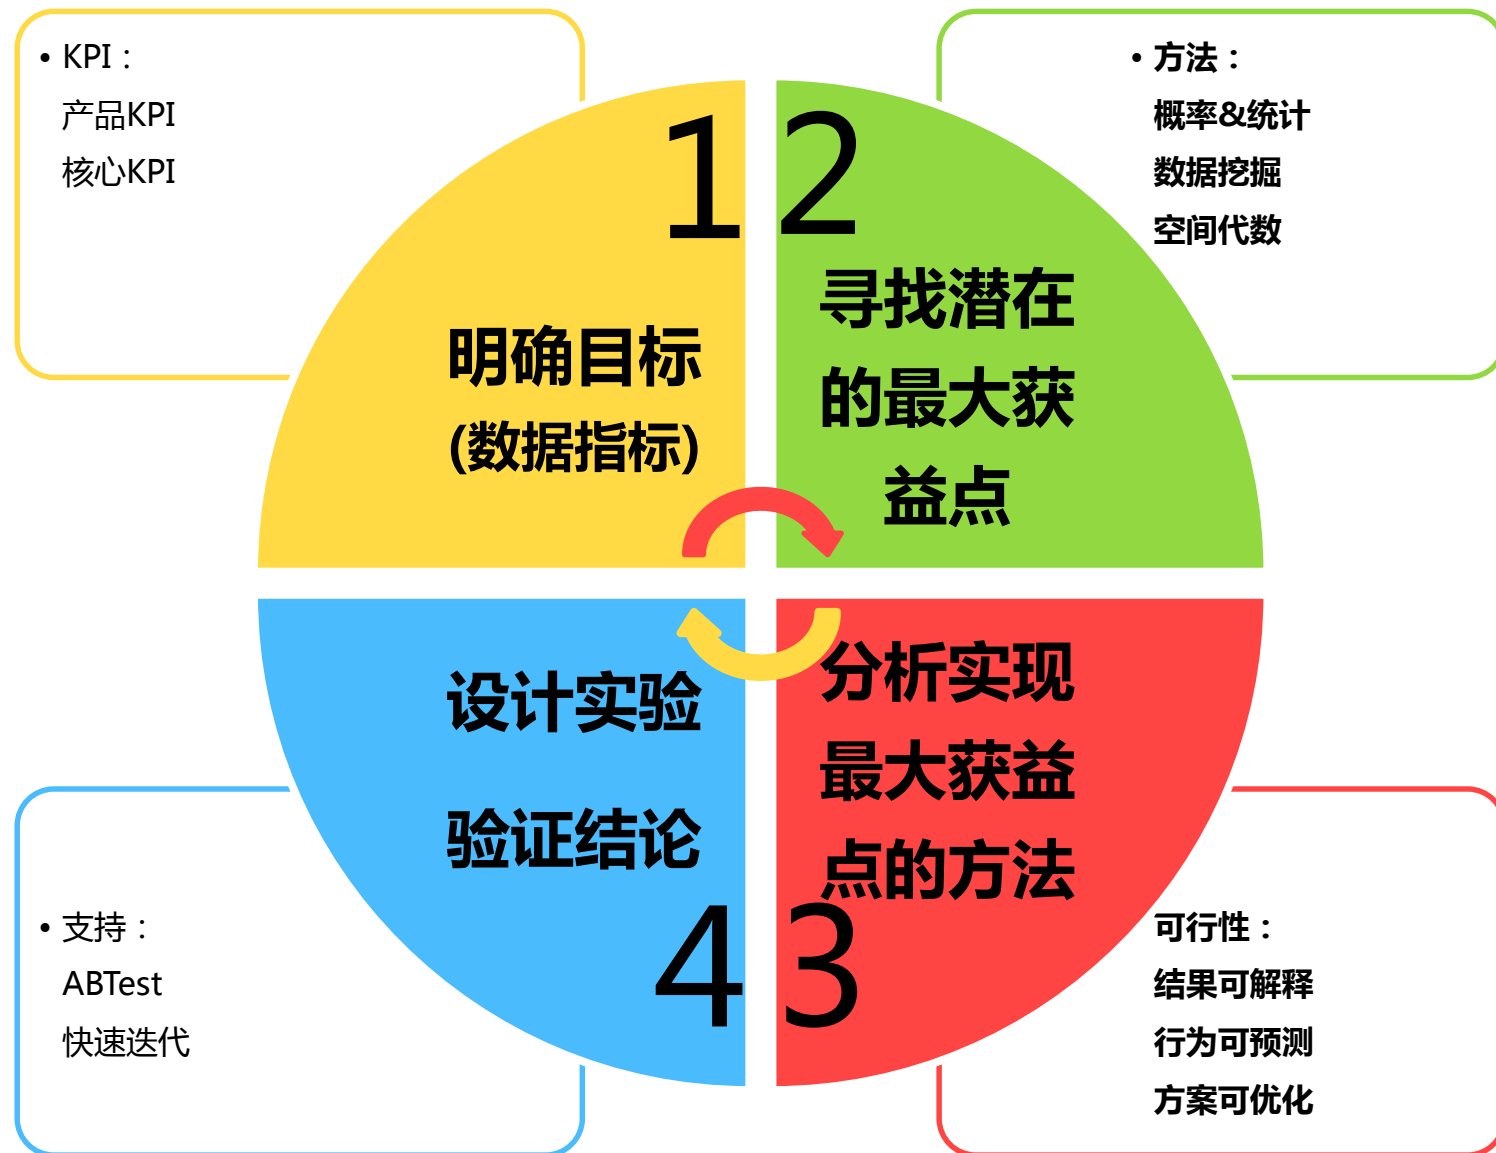 • KPI：
产品KPI
核心KPI
1
明确目标
(数据指标)
• 方法：
概率&统计
数据挖掘
空间代数
2
寻找潜在
的最大获
益点
分析实现
最大获益
点的方法
3
可行性：
结果可解释
行为可预测
方案可优化
设计实验
验证结论
4
• 支持：
ABTest
快速迭代